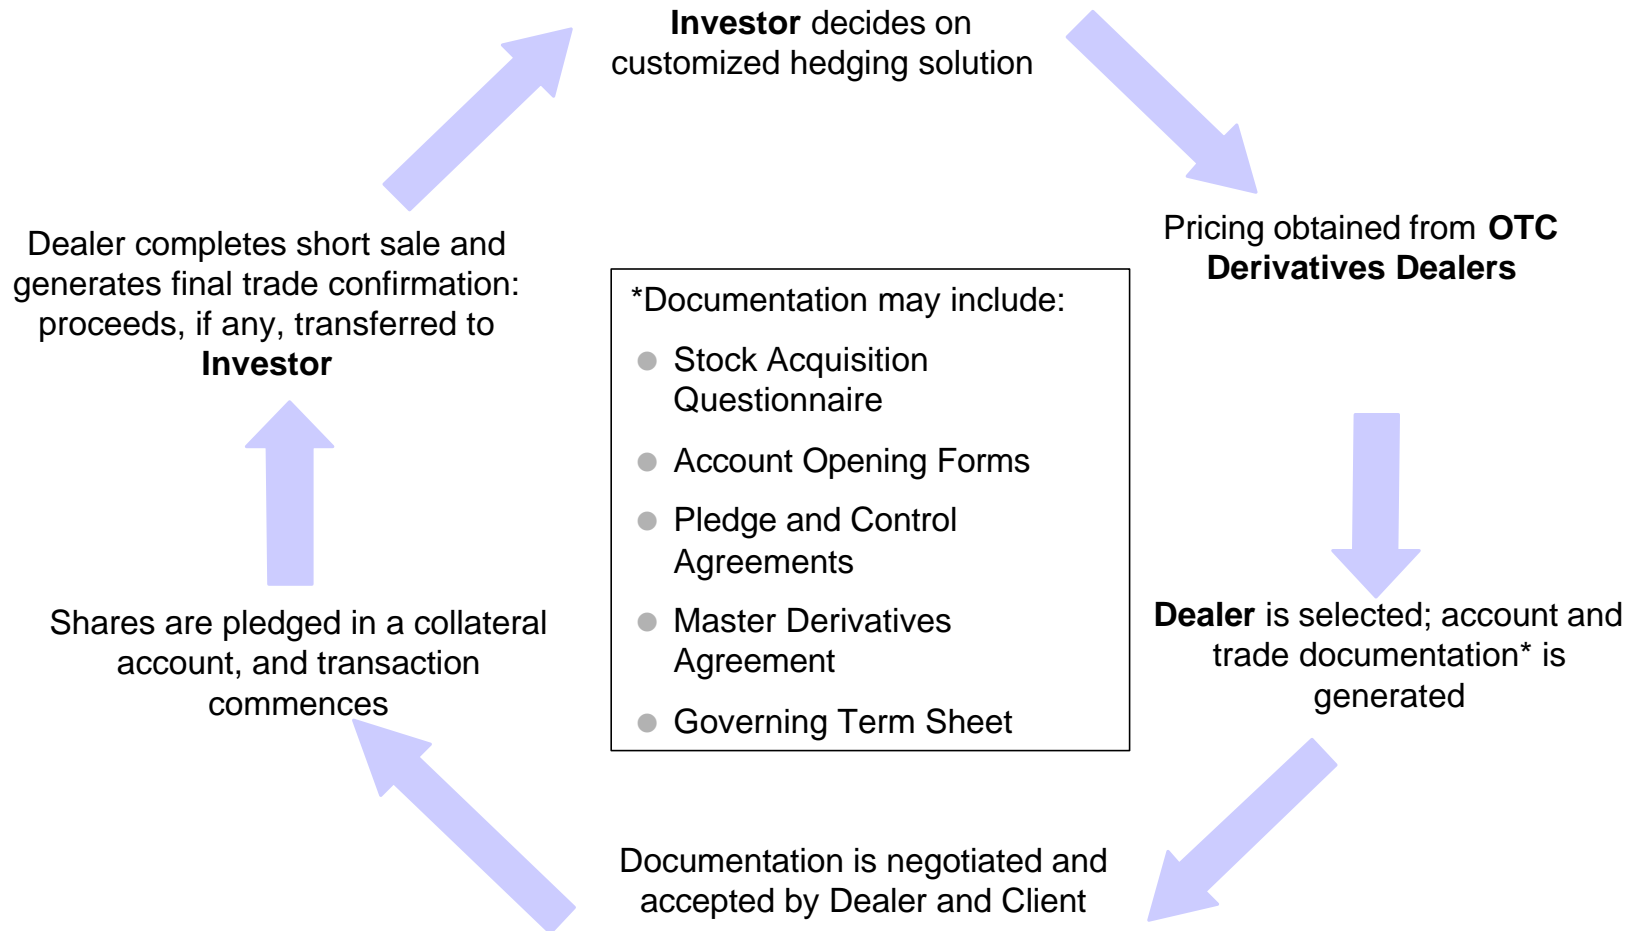 Investor decides on
customized hedging solution
Pricing obtained from OTC
Derivatives Dealers
Dealer is selected; account and
trade documentation* is
generated
Documentation is negotiated and
accepted by Dealer and Client
Shares are pledged in a collateral
account, and transaction
commences
Dealer completes short sale and
generates final trade confirmation:
proceeds, if any, transferred to
Investor
*Documentation may include:
Stock Acquisition
Questionnaire
Account Opening Forms
Pledge and Control
Agreements
Master Derivatives
Agreement
Governing Term Sheet